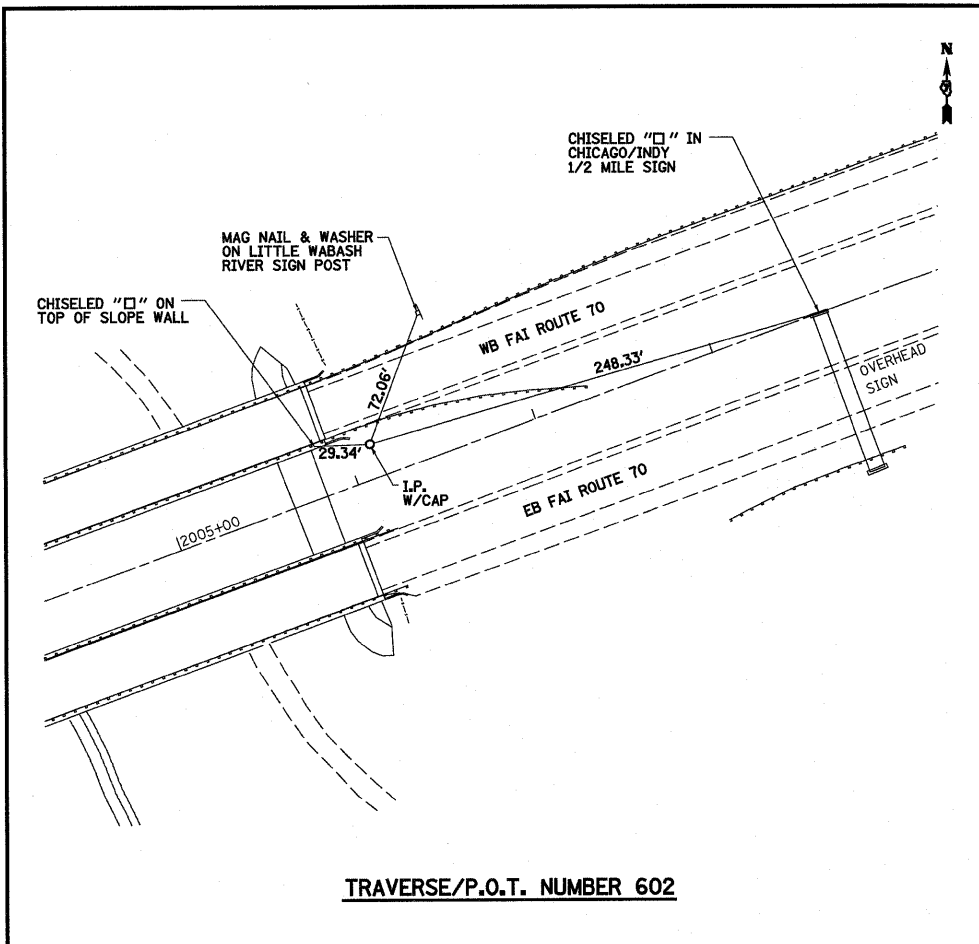 N
CHISELED "□" IN
CHICAGO/INDY
1/2 MILE SIGN
MAG NAIL & WASHER
ON LITTLE WABASH
RIVER SIGN POST
CHISELED "□" ON
TOP OF SLOPE WALL
WB FAI ROUTE 70
248.33'
72.06'
OVERHEAD
SIGN
29.34'
I.P.
W/CAP
EB FAI ROUTE 70
12005+00
TRAVERSE/P.O.T. NUMBER 602